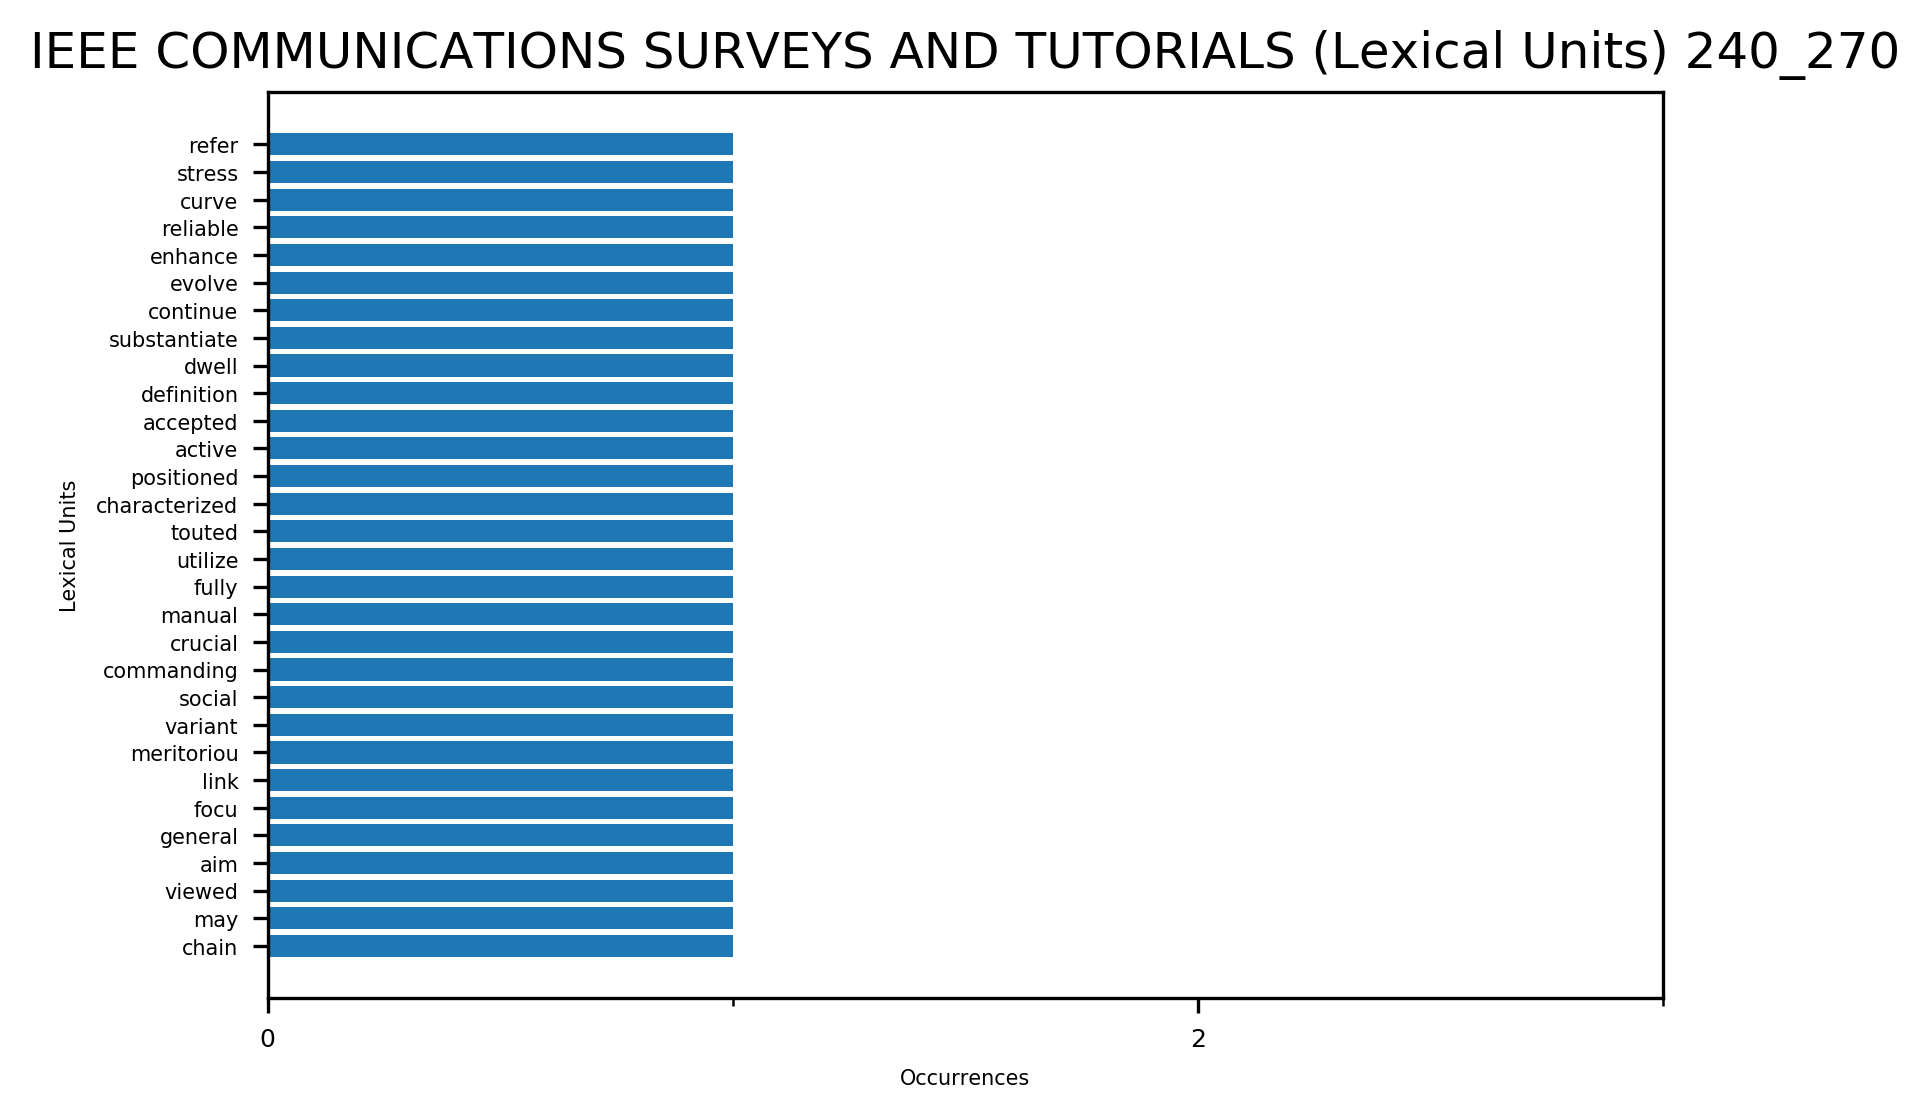 IEEE COMMUNICATIONS SURVEYS AND TUTORIALS (Lexical Units) 240_270
refer
stress
curve
reliable
enhance
evolve
continue
substantiate
dwell
definition
accepted
active
positioned
characterized
touted
utilize
fully
manual
crucial
commanding
social
variant
meritoriou
link
focu
general
aim
viewed
may
chain
Lexical Units
0 2
Occurrences